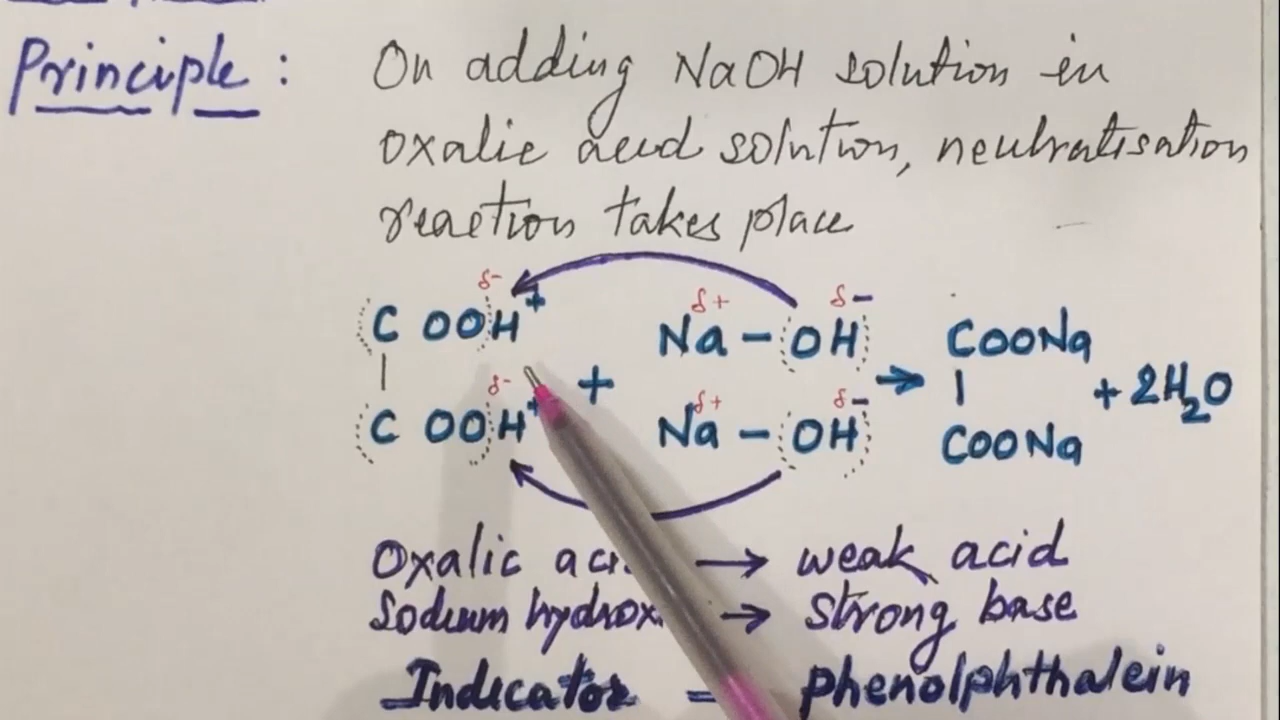 Principle : On adding NaOH solution in
oxalic acid solution, neutralisation
reaction takes place
δ- δ+ δ-
COOH+ Na - OH COONa
| + → | + 2H2O
δ- δ+ δ-
COOH+ Na - OH COONa
Oxalic → weak acid
Sodium → strong base
Indicator = phenolphthalein